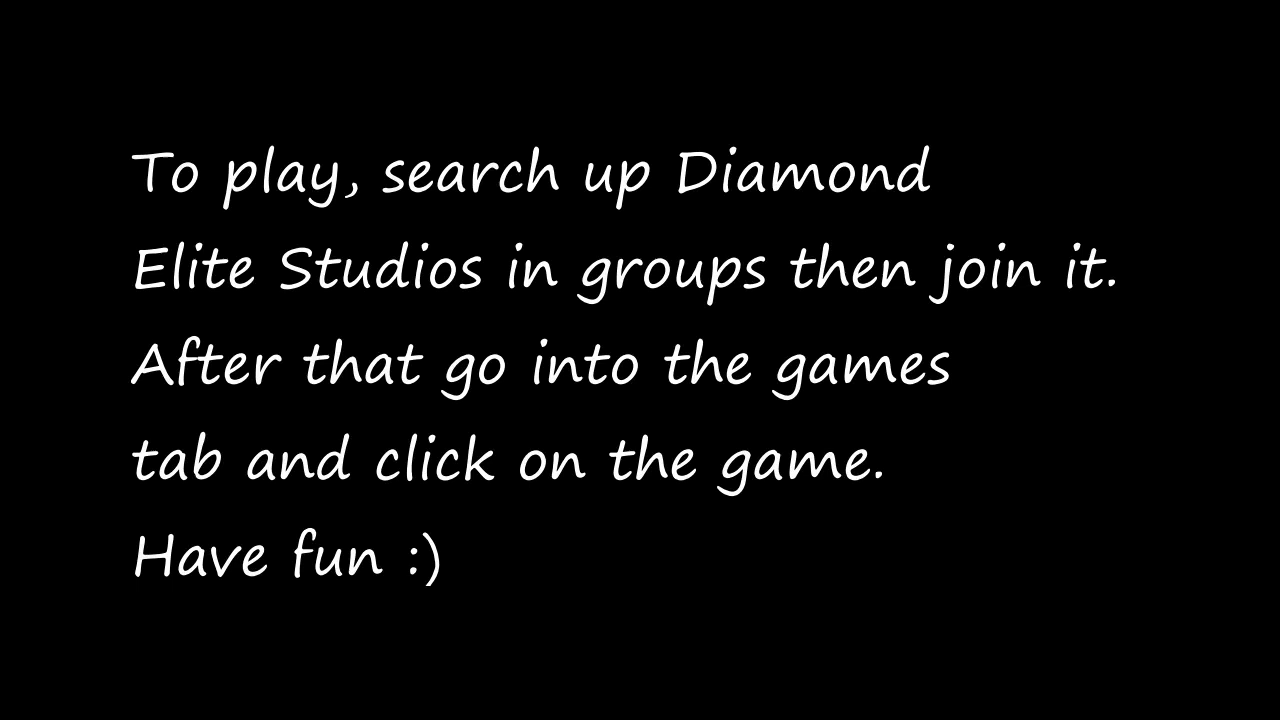 To play, search up Diamond
Elite Studios in groups then join it.
After that go into the games
tab and click on the game.
Have fun :)